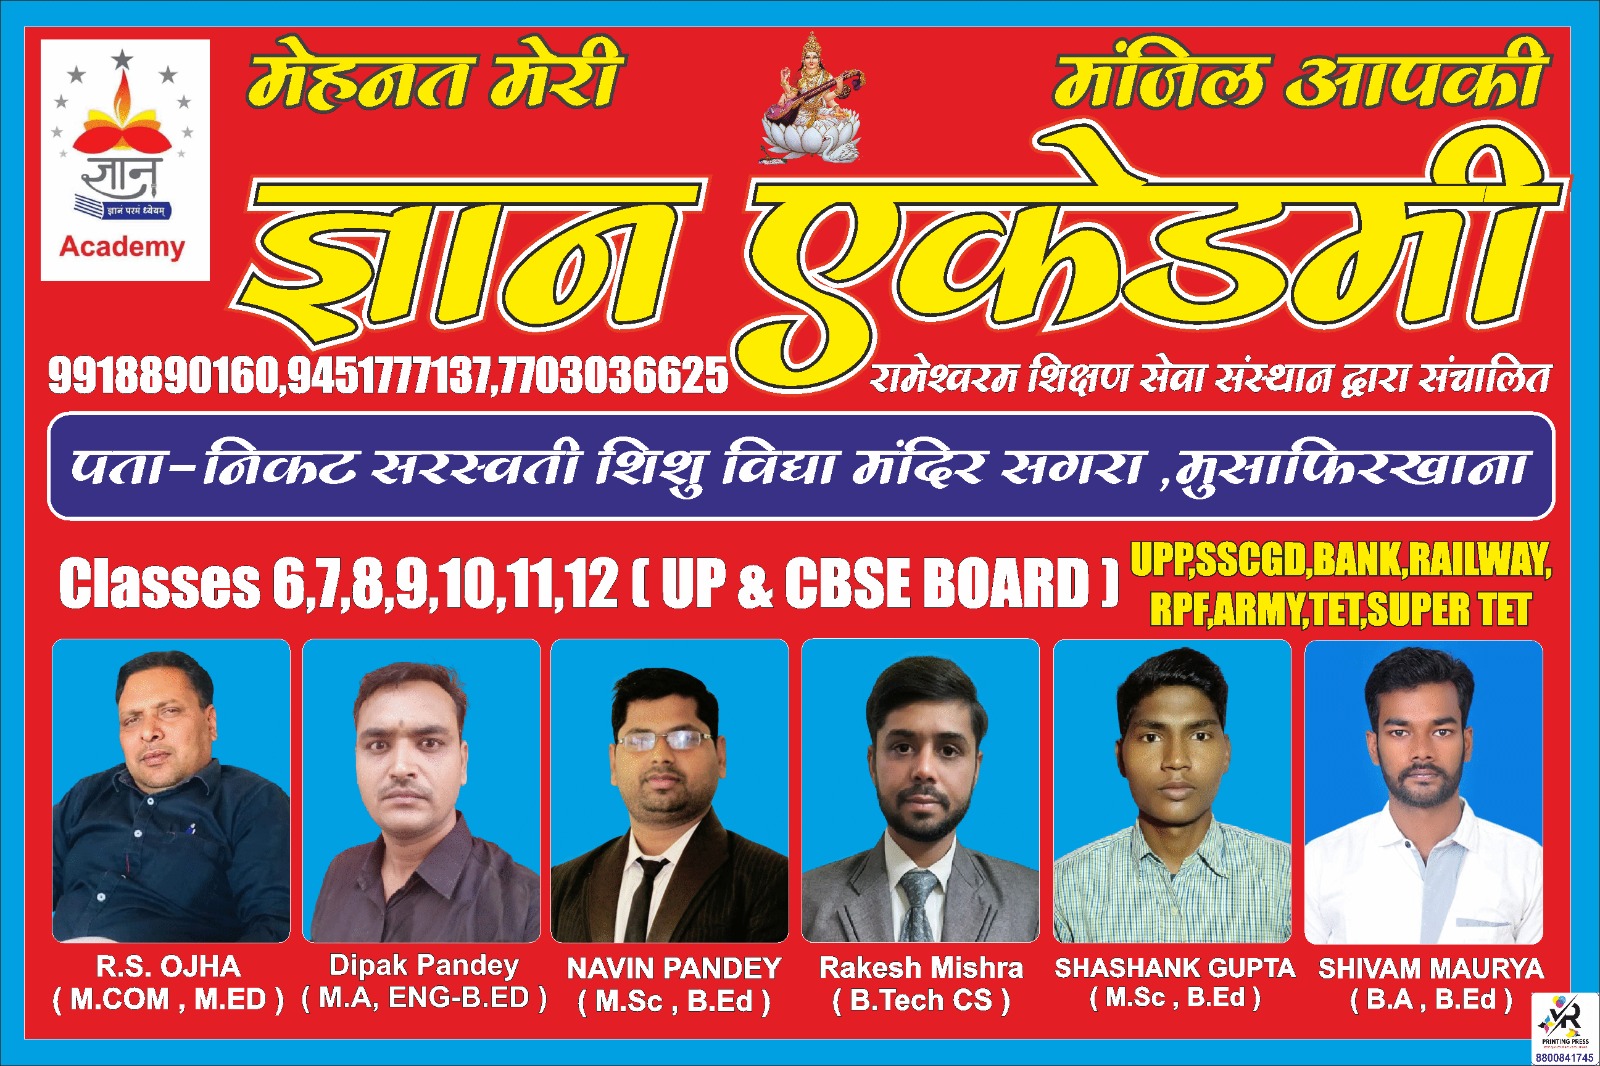 मेहनत मेरी
मंजिल आपकी
ज्ञान
ज्ञानं परमं ध्येयम्
Academy
ज्ञान एकेडमी
9918890160,9451777137,7703036625
रामेश्वरम शिक्षण सेवा संस्थान द्वारा संचालित
पता-निकट सरस्वती शिशु विद्या मंदिर सगरा ,मुसाफिरखाना
Classes 6,7,8,9,10,11,12 ( UP & CBSE BOARD )
UPP,SSCGD,BANK,RAILWAY,
RPF,ARMY,TET,SUPER TET
R.S. OJHA
( M.COM , M.ED )
Dipak Pandey
( M.A, ENG-B.ED )
NAVIN PANDEY
( M.Sc , B.Ed )
Rakesh Mishra
( B.Tech CS )
SHASHANK GUPTA
( M.Sc , B.Ed )
SHIVAM MAURYA
( B.A , B.Ed )
VR
PRINTING PRESS
8800841745